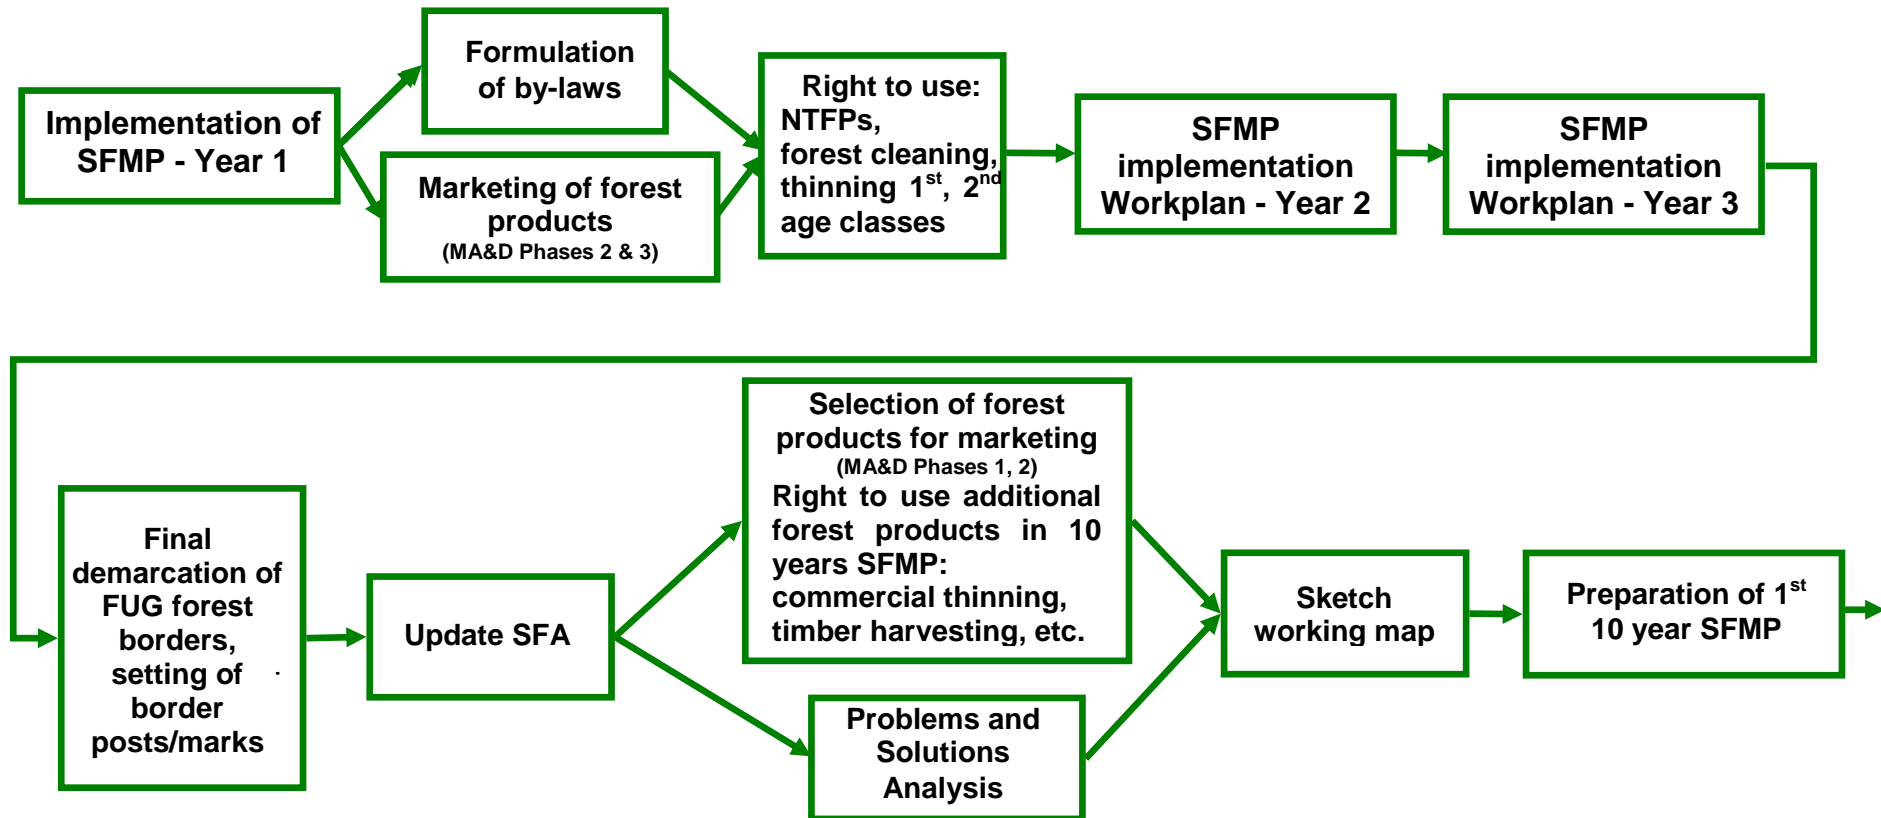 Implementation of
SFMP - Year 1
Formulation
of by-laws
Marketing of forest
products
(MA&D Phases 2 & 3)
Right to use:
NTFPs,
forest cleaning,
thinning 1st, 2nd
age classes
SFMP
implementation
Workplan - Year 2
SFMP
implementation
Workplan - Year 3
Final
demarcation of
FUG forest
borders,
setting of
border
posts/marks
Update SFA
Selection of forest
products for marketing
(MA&D Phases 1, 2)
Right to use additional
forest products in 10
years SFMP:
commercial thinning,
timber harvesting, etc.
Problems and
Solutions
Analysis
Sketch
working map
Preparation of 1st
10 year SFMP